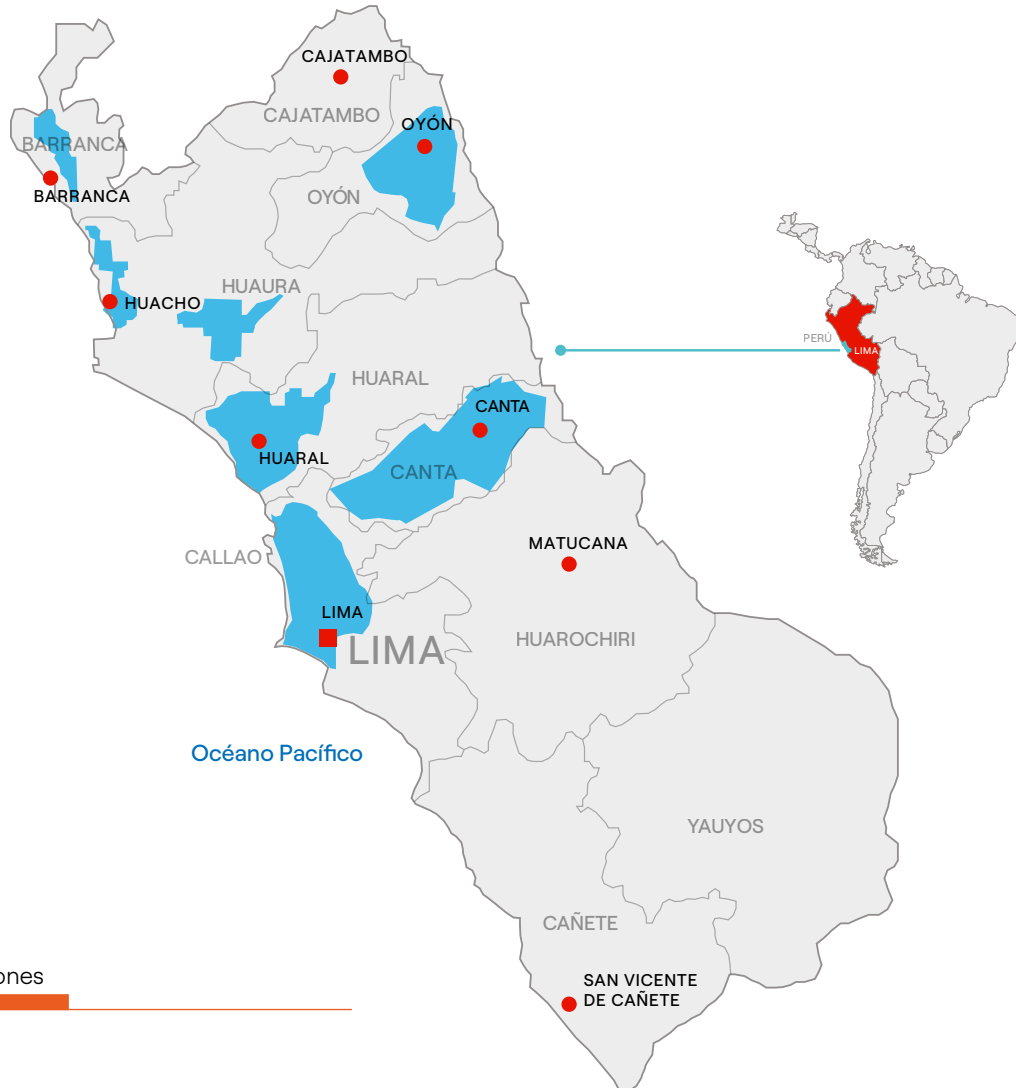 CAJATAMBO
CAJATAMBO
OYÓN
BARRANCA
BARRANCA
OYÓN
HUAURA
HUACHO
PERÚ
LIMA
HUARAL
CANTA
HUARAL
CANTA
MATUCANA
CALLAO
LIMA
LIMA
HUAROCHIRI
Océano Pacífico
YAUYOS
CAÑETE
ones
SAN VICENTE
DE CAÑETE